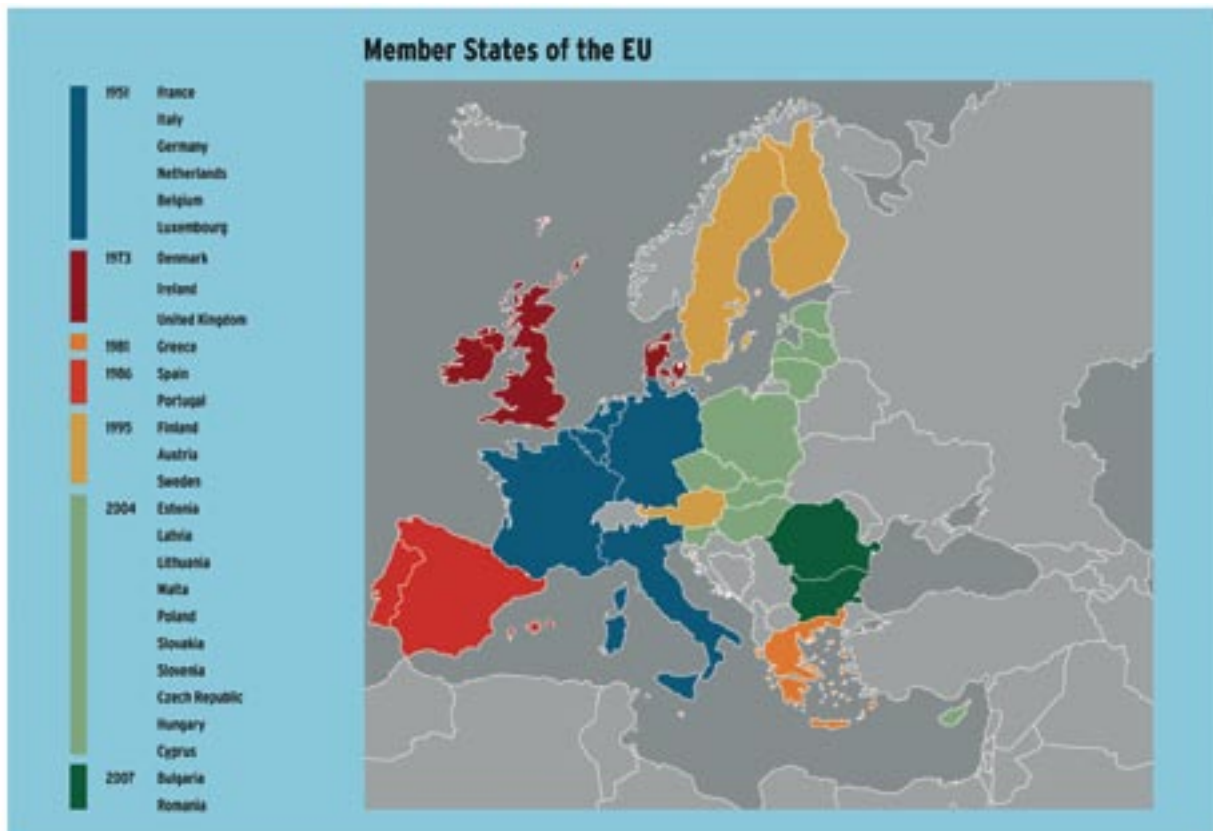 Member States of the EU
1951 France
Italy
Germany
Netherlands
Belgium
Luxembourg
1973 Denmark
Ireland
United Kingdom
1981 Greece
1986 Spain
Portugal
1995 Finland
Austria
Sweden
2004 Estonia
Latvia
Lithuania
Malta
Poland
Slovakia
Slovenia
Czech Republic
Hungary
Cyprus
2007 Bulgaria
Romania